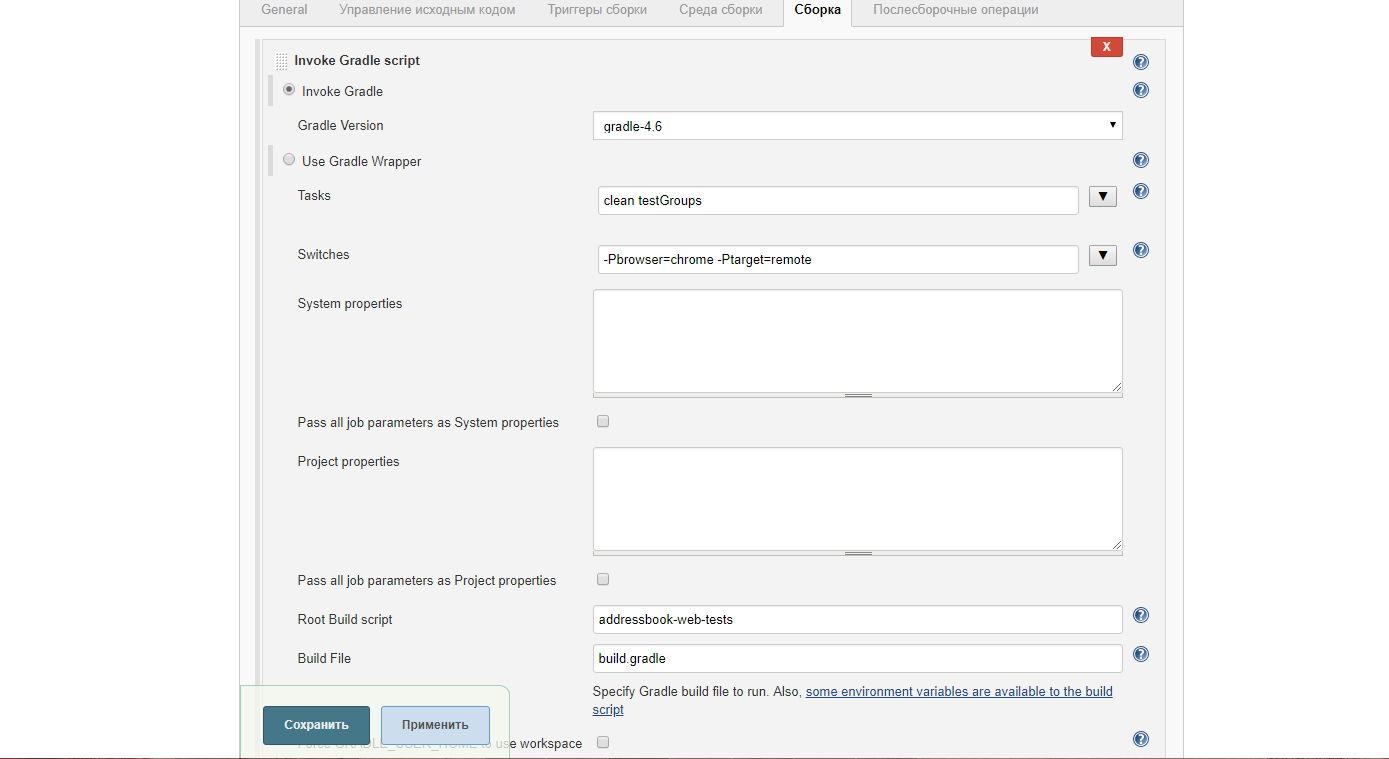 General Управление исходным кодом Триггеры сборки Среда сборки Сборка Послесборочные операции
X
Invoke Gradle script
Invoke Gradle
Gradle Version gradle-4.6
Use Gradle Wrapper
Tasks clean testGroups
Switches -Pbrowser=chrome -Ptarget=remote
System properties
Pass all job parameters as System properties
Project properties
Pass all job parameters as Project properties
Root Build script addressbook-web-tests
Build File build.gradle
Specify Gradle build file to run. Also, some environment variables are available to the build
script
Сохранить Применить
Force GRADLE_USER_HOME to use workspace